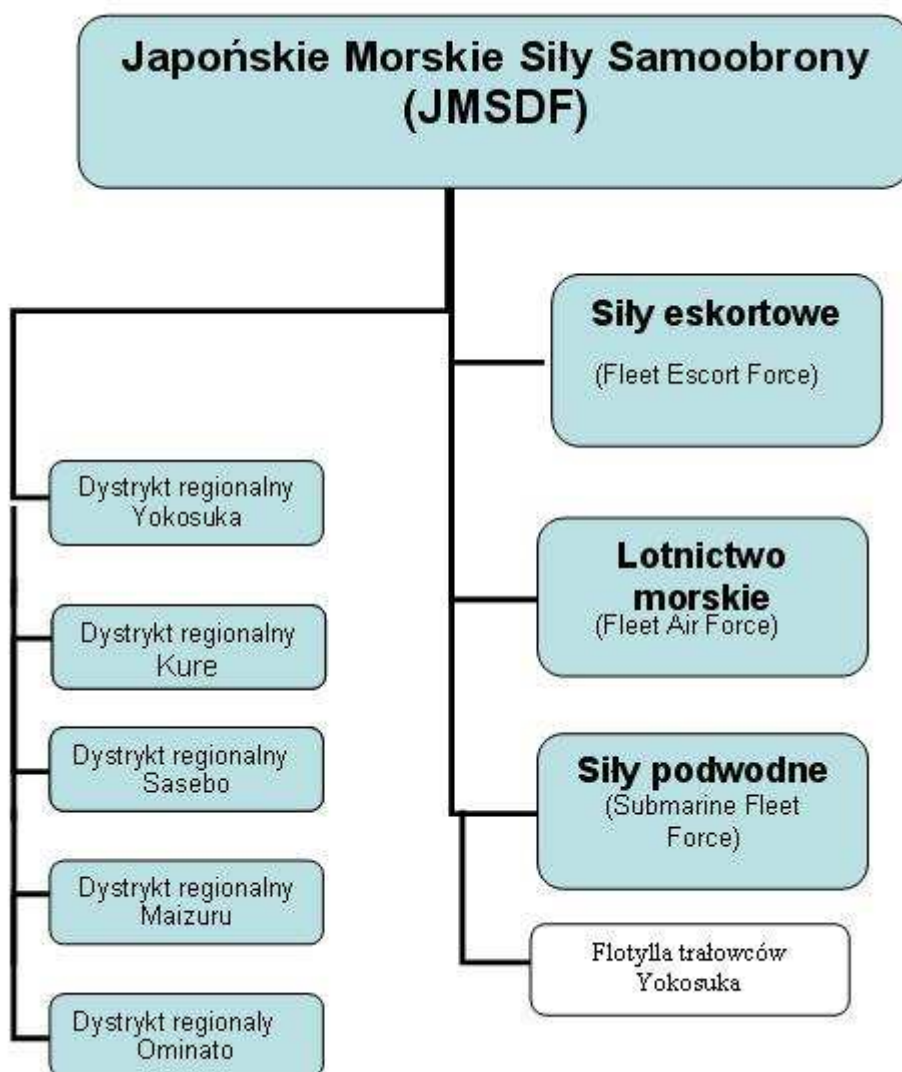 Japońskie Morskie Siły Samoobrony
(JMSDF)
Siły eskortowe
(Fleet Escort Force)
Lotnictwo
morskie
(Fleet Air Force)
Siły podwodne
(Submarine Fleet
Force)
Flotylla trałowców
Yokosuka
Dystrykt regionalny
Yokosuka
Dystrykt regionalny
Kure
Dystrykt regionalny
Sasebo
Dystrykt regionalny
Maizuru
Dystrykt regionaly
Ominato